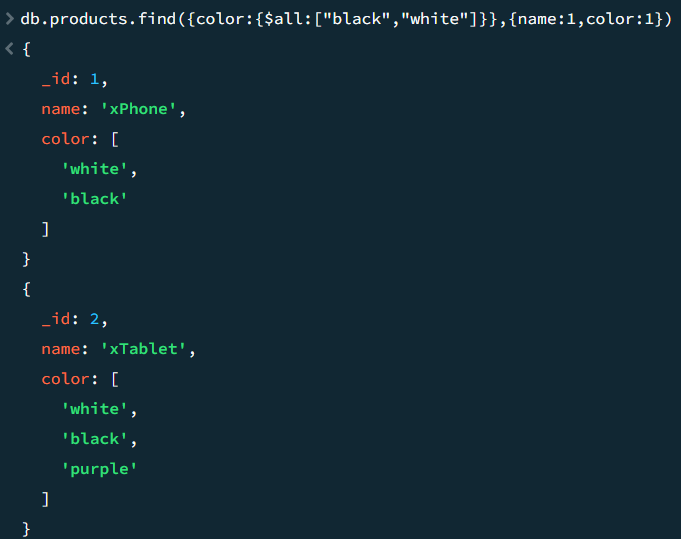 db.products.find({color:{$all:["black","white"]}},{name:1,color:1})
{
_id: 1,
name: 'xPhone',
color: [
'white',
'black'
]
}
{
_id: 2,
name: 'xTablet',
color: [
'white',
'black',
'purple'
]
}